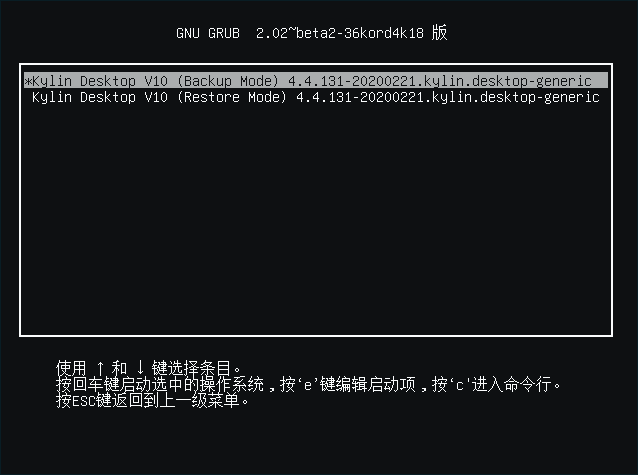 GNU GRUB  2.02~beta2-36kord4k18 版
*Kylin Desktop V10 (Backup Mode) 4.4.131-20200221.kylin.desktop-generic
Kylin Desktop V10 (Restore Mode) 4.4.131-20200221.kylin.desktop-generic
使用 ↑ 和 ↓ 键选择条目。
按回车键启动选中的操作系统，按‘e’键编辑启动项，按‘c'进入命令行。
按ESC键返回到上一级菜单。